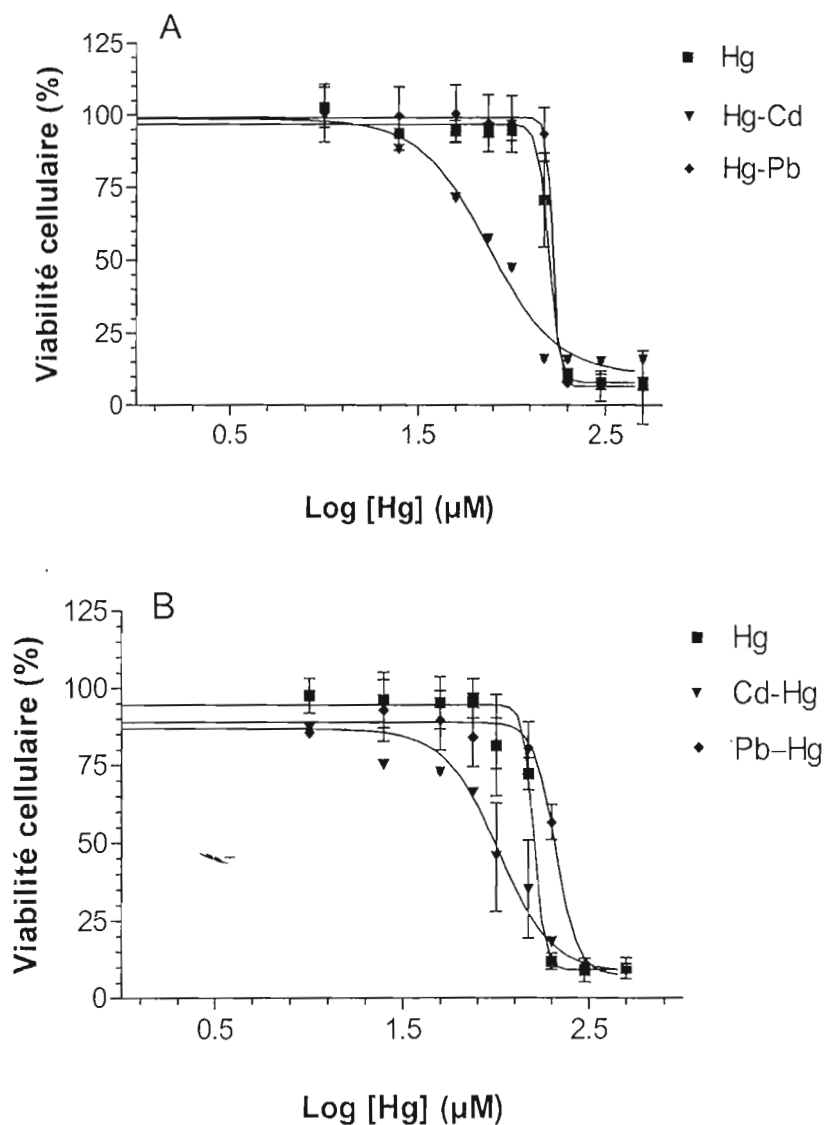 A
Viabilité cellulaire (%)
125
100
75
50
25
0
0.5
1.5
2.5
Log [Hg] (µM)
Hg
Hg-Cd
Hg-Pb
B
Viabilité cellulaire (%)
125
100
75
50
25
0
0.5
1.5
2.5
Log [Hg] (µM)
Hg
Cd-Hg
Pb–Hg